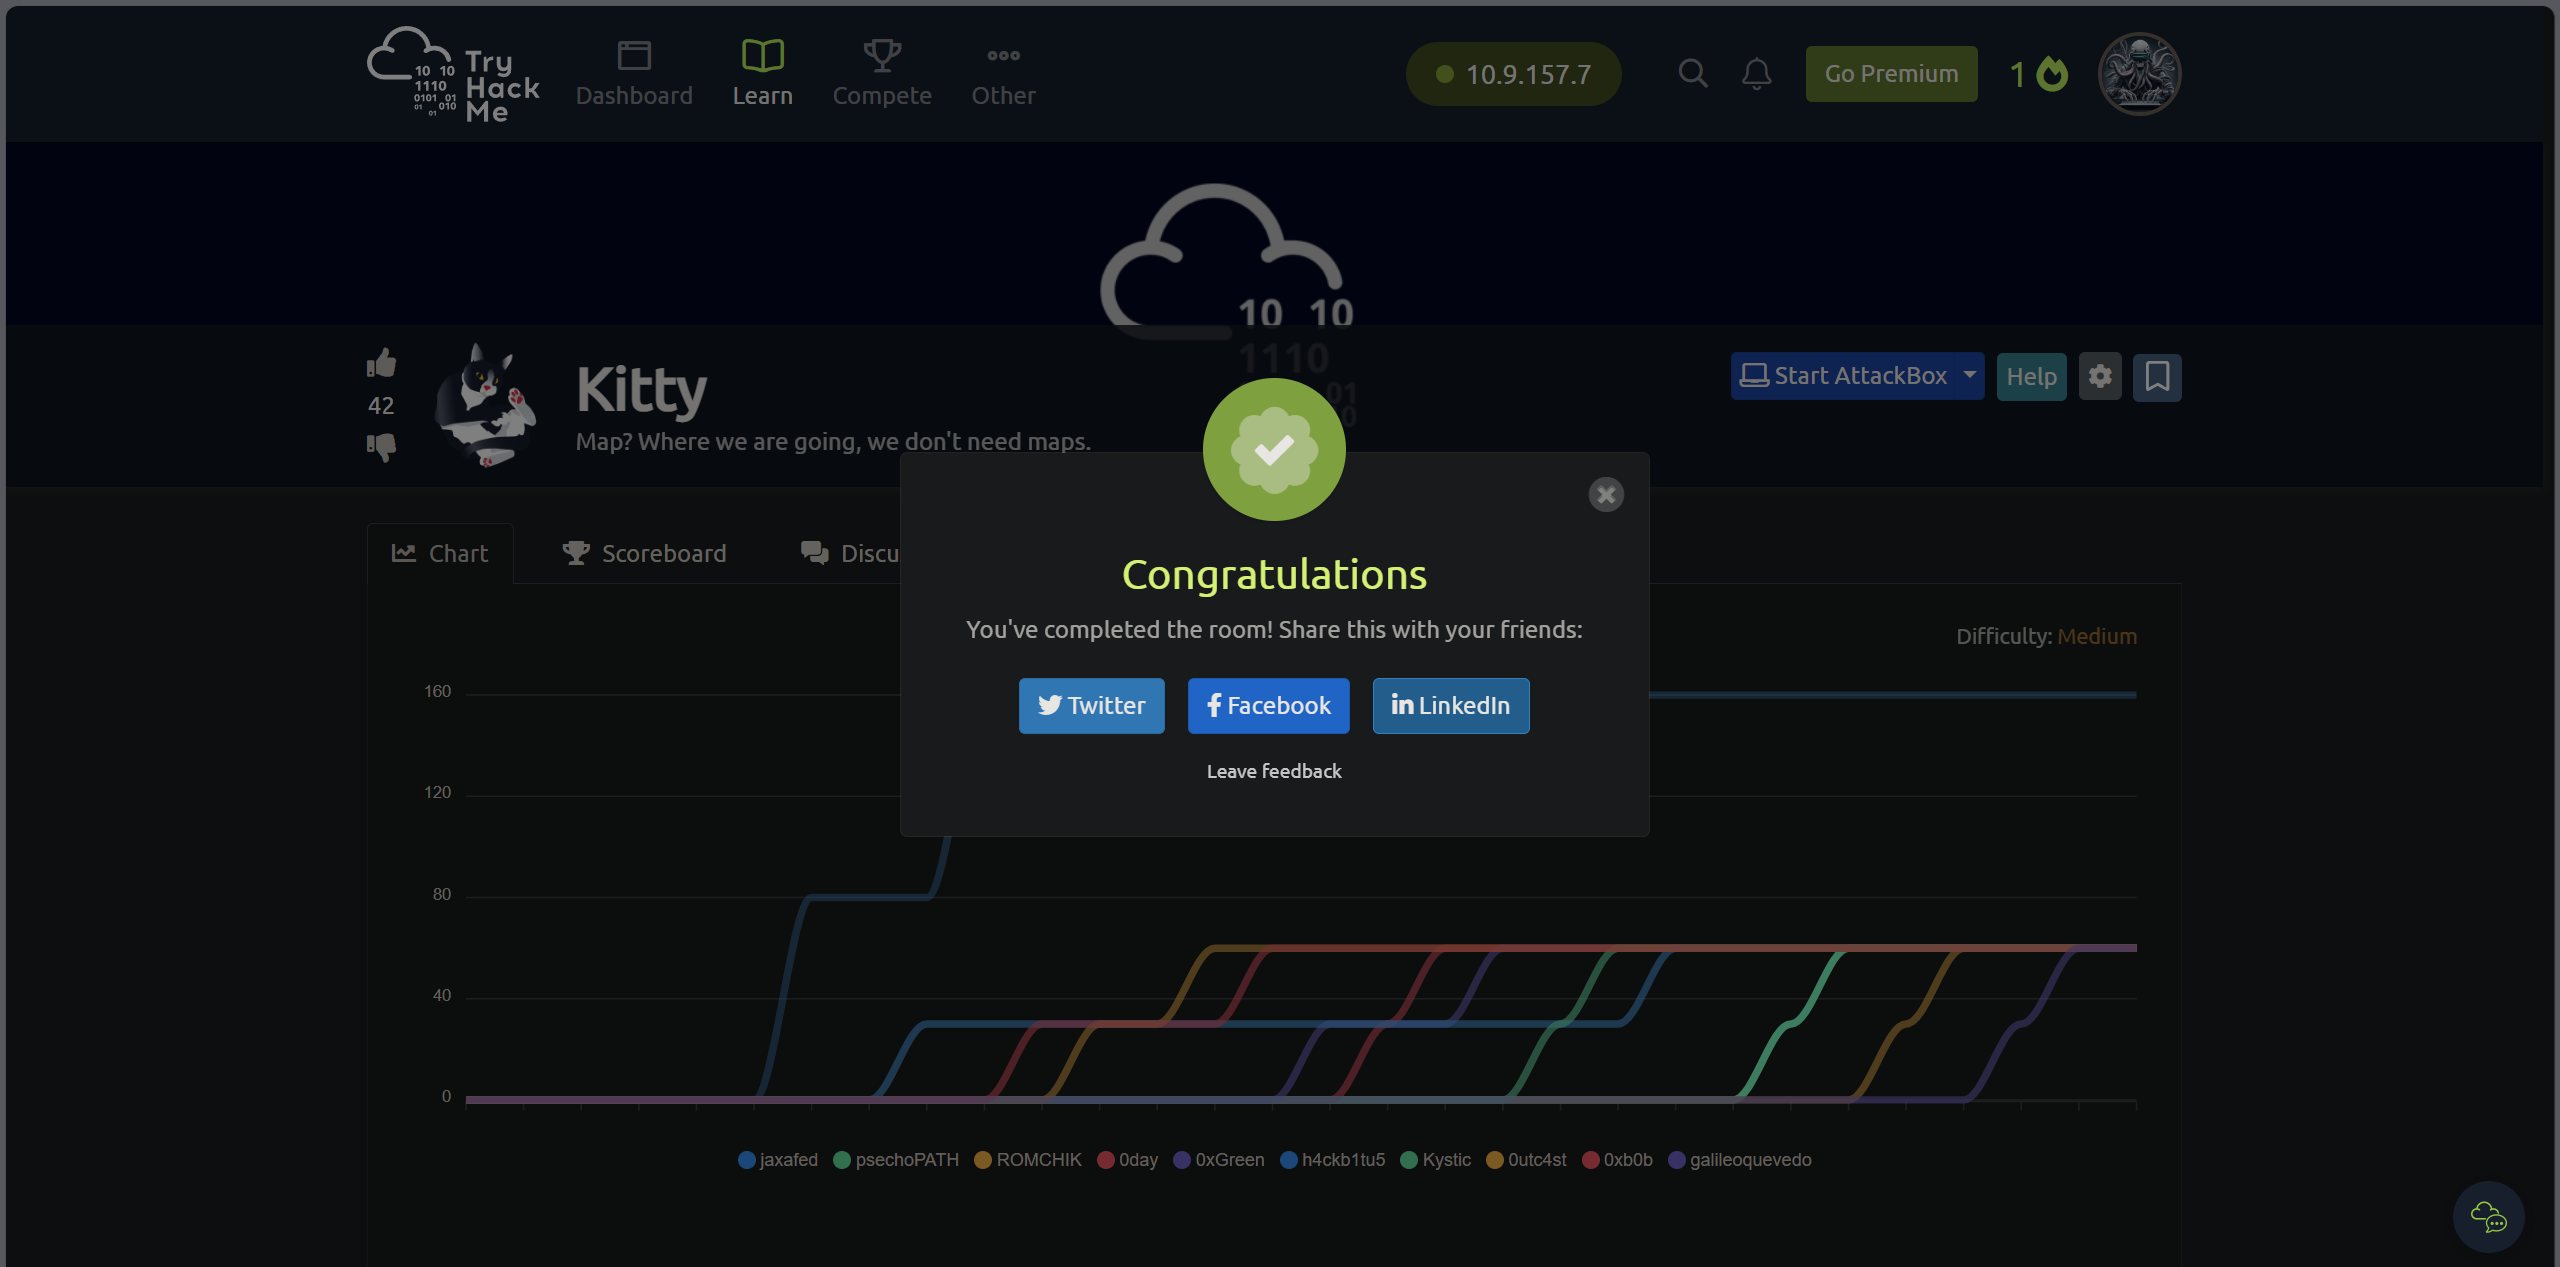 Try
Hack
Me
10 10
1110
0101 01
01 010
01
Dashboard
Learn
Compete
Other
10.9.157.7
Go Premium
1
10 10
1110
01
0
42
Kitty
Map? Where we are going, we don't need maps.
Start AttackBox
Help
Chart
Scoreboard
Discu
Congratulations
You've completed the room! Share this with your friends:
Twitter
Facebook
LinkedIn
Leave feedback
Difficulty: Medium
160
120
80
40
0
jaxafed psechoPATH ROMCHIK 0day 0xGreen h4ckb1tu5 Kystic 0utc4st 0xb0b galileoquevedo